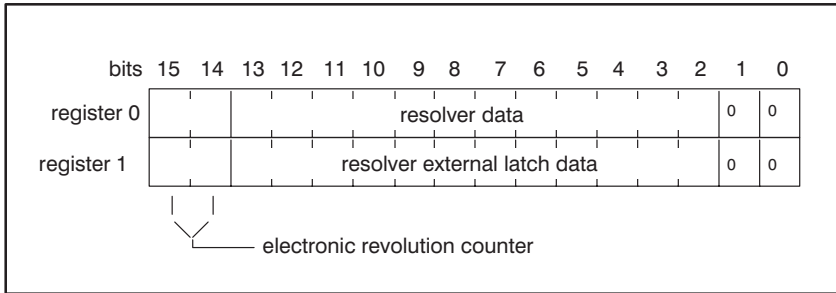 bits 15 14 13 12 11 10 9 8 7 6 5 4 3 2 1 0
register 0 resolver data 0 0
register 1 resolver external latch data 0 0
electronic revolution counter